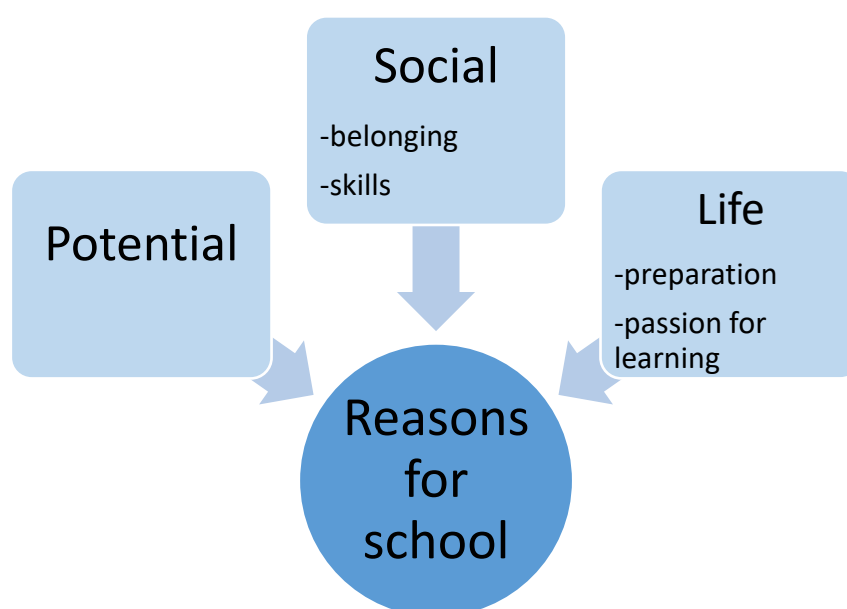 Potential
Social
-belonging
-skills
Life
-preparation
-passion for
learning
Reasons
for
school